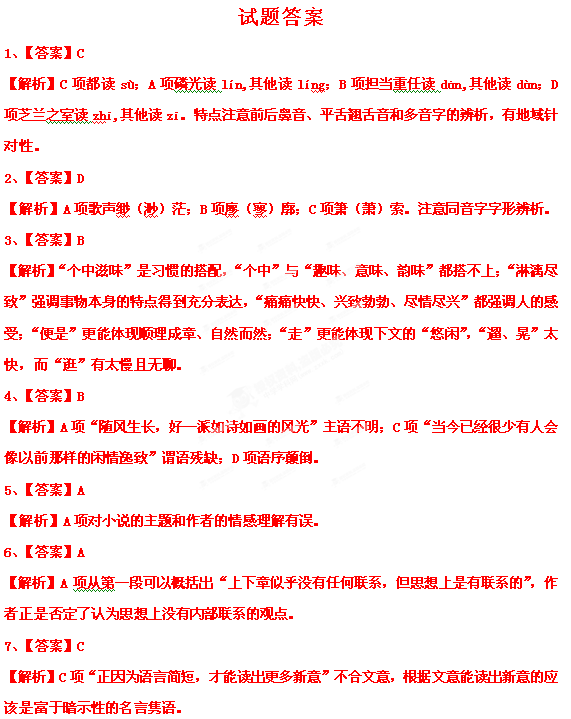 试题答案
1、【答案】C
【解析】C 项都读 sù；A 项磷光读 lín,其他读 líng；B 项担当重任读 dān,其他读 dàn；D
项芝兰之室读 zhī,其他读 zī。特点注意前后鼻音、平舌翘舌音和多音字的辨析，有地域针
对性。
2、【答案】D
【解析】A 项歌声缈（渺）茫；B 项廖（寥）廓；C 项箫（萧）索。注意同音字字形辨析。
3、【答案】B
【解析】“个中滋味”是习惯的搭配，“个中”与“趣味、意味、韵味”都搭不上；“淋漓尽
致”强调事物本身的特点得到充分表达，“痛痛快快、兴致勃勃、尽情尽兴”都强调人的感
受；“便是”更能体现顺理成章、自然而然；“走”更能体现下文的“悠闲”，“遛、晃”太
快，而“逛”有太慢且无聊。
4、【答案】B
【解析】A 项“随风生长，好一派如诗如画的风光”主语不明；C 项“当今已经很少有人会
像以前那样的闲情逸致”谓语残缺；D 项语序颠倒。
5、【答案】A
【解析】A 项对小说的主题和作者的情感理解有误。
6、【答案】A
【解析】A 项从第一段可以概括出“上下章似乎没有任何联系，但思想上是有联系的”，作
者正是否定了认为思想上没有内部联系的观点。
7、【答案】C
【解析】C 项“正因为语言简短，才能读出更多新意”不合文意，根据文意能读出新意的应
该是富于暗示性的名言隽语。